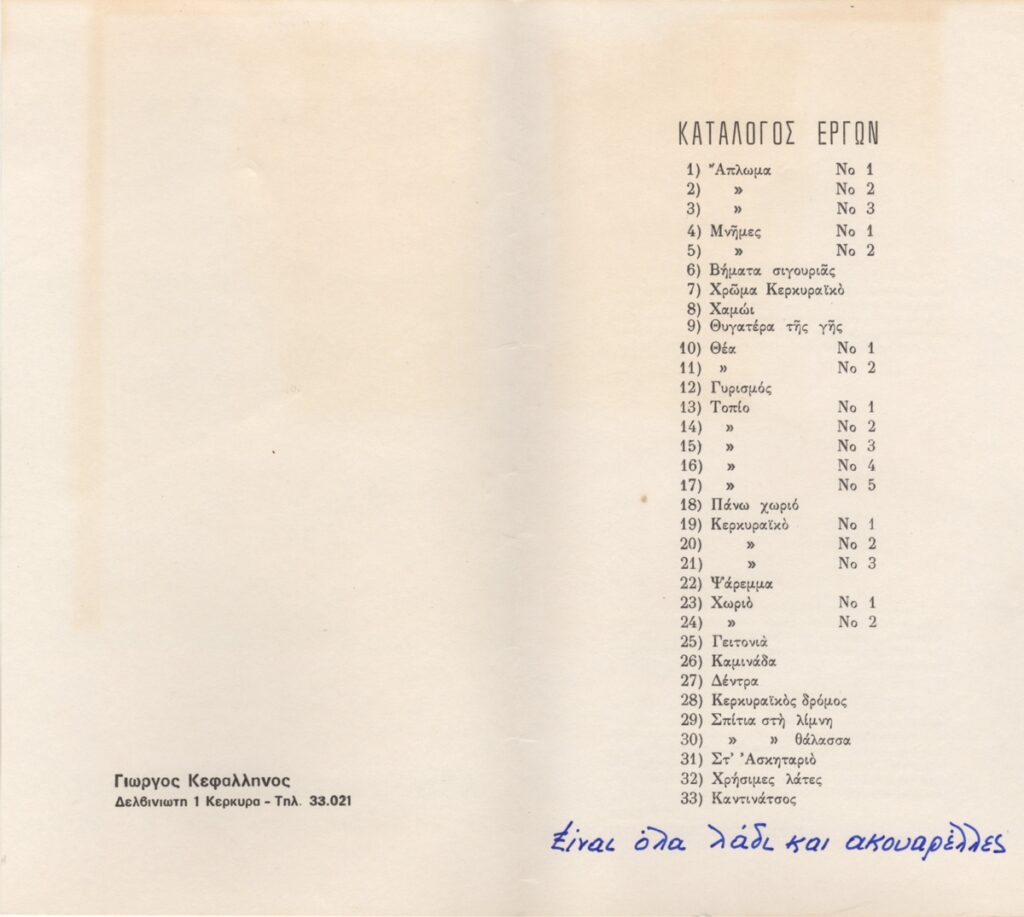 Γιωργος Κεφαλληνος
Δελβινιωτη 1 Κερκυρα - Τηλ. 33.021
ΚΑΤΑΛΟΓΟΣ ΕΡΓΩΝ
1) Ἄπλωμα No 1
2) » No 2
3) » No 3
4) Μνῆμες No 1
5) » No 2
6) Βήματα σιγουριᾶς
7) Χρῶμα Κερκυραϊκὸ
8) Χαμώι
9) Θυγατέρα τῆς γῆς
10) Θέα No 1
11) » No 2
12) Γυρισμός
13) Τοπίο No 1
14) » No 2
15) » No 3
16) » No 4
17) » No 5
18) Πάνω χωριό
19) Κερκυραϊκὸ No 1
20) » No 2
21) » No 3
22) Ψάρεμμα
23) Χωριὸ No 1
24) » No 2
25) Γειτονιὰ
26) Καμινάδα
27) Δέντρα
28) Κερκυραϊκὸς δρόμος
29) Σπίτια στὴ λίμνη
30) » » θάλασσα
31) Στ' Ἀσκηταριὸ
32) Χρήσιμες λάτες
33) Καντινάτσος
Είναι όλα λάδι και ακουαρέλλες